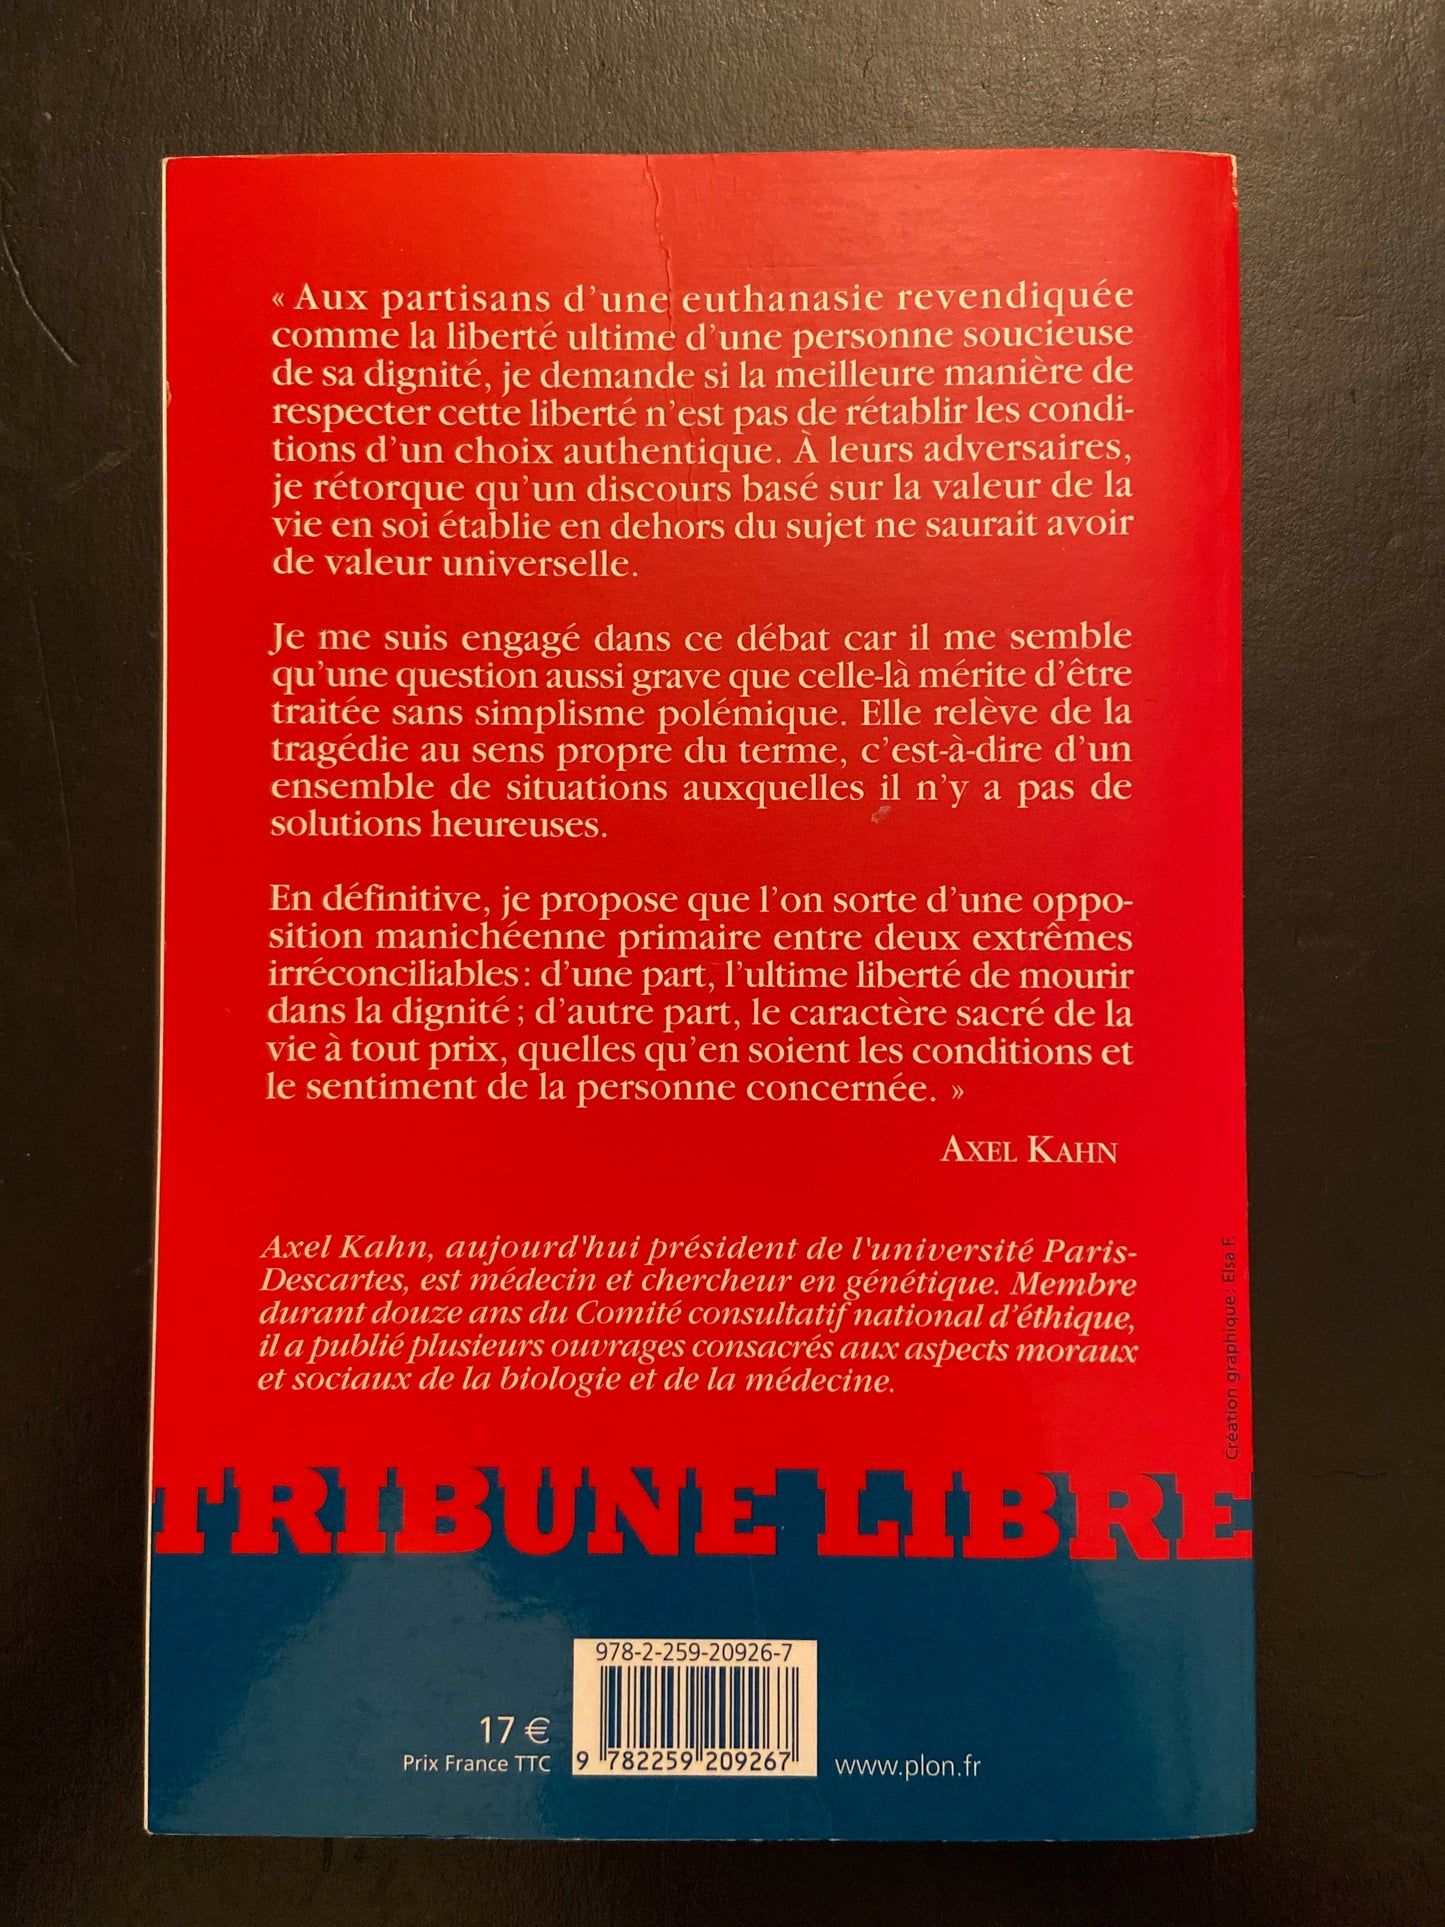 « Aux partisans d’une euthanasie revendiquée
comme la liberté ultime d’une personne soucieuse
de sa dignité, je demande si la meilleure manière de
respecter cette liberté n’est pas de rétablir les condi-
tions d’un choix authentique. À leurs adversaires,
je rétorque qu’un discours basé sur la valeur de la
vie en soi établie en dehors du sujet ne saurait avoir
de valeur universelle.
Je me suis engagé dans ce débat car il me semble
qu’une question aussi grave que celle-là mérite d’être
traitée sans simplisme polémique. Elle relève de la
tragédie au sens propre du terme, c’est-à-dire d’un
ensemble de situations auxquelles il n’y a pas de
solutions heureuses.
En définitive, je propose que l’on sorte d’une oppo-
sition manichéenne primaire entre deux extrêmes
irréconciliables : d’une part, l’ultime liberté de mourir
dans la dignité ; d’autre part, le caractère sacré de la
vie à tout prix, quelles qu’en soient les conditions et
le sentiment de la personne concernée. »
AXEL KAHN
Axel Kahn, aujourd'hui président de l'université Paris-
Descartes, est médecin et chercheur en génétique. Membre
durant douze ans du Comité consultatif national d’éthique,
il a publié plusieurs ouvrages consacrés aux aspects moraux
et sociaux de la biologie et de la médecine.
Création graphique : Elsa F.
TRIBUNE LIBRE
978-2-259-20926-7
17 €
Prix France TTC
9 782259 209267
www.plon.fr